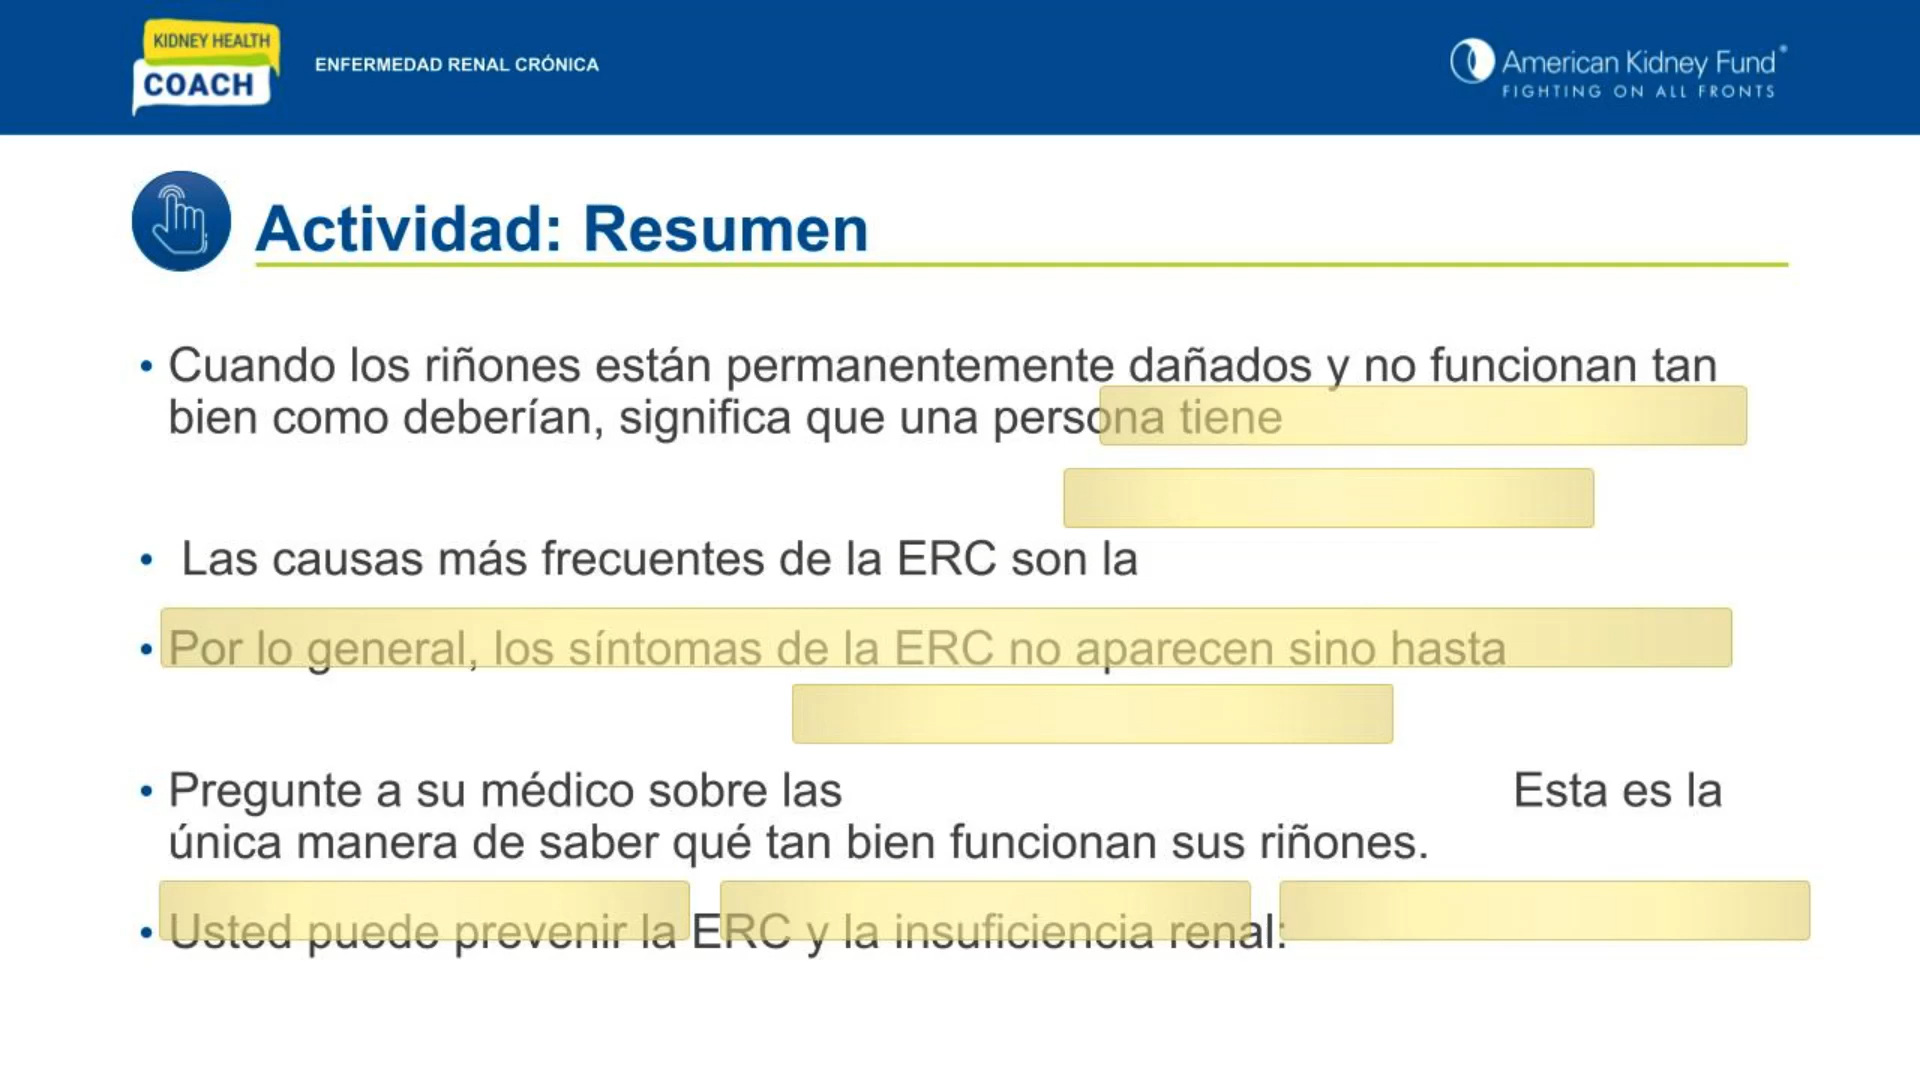 KIDNEY HEALTH
COACH
ENFERMEDAD RENAL CRÓNICA
American Kidney Fund®
FIGHTING ON ALL FRONTS
Actividad: Resumen
• Cuando los riñones están permanentemente dañados y no funcionan tan
bien como deberían, significa que una persona tiene
• Las causas más frecuentes de la ERC son la
• Por lo general, los síntomas de la ERC no aparecen sino hasta
• Pregunte a su médico sobre las Esta es la
única manera de saber qué tan bien funcionan sus riñones.
• Usted puede prevenir la ERC y la insuficiencia renal: